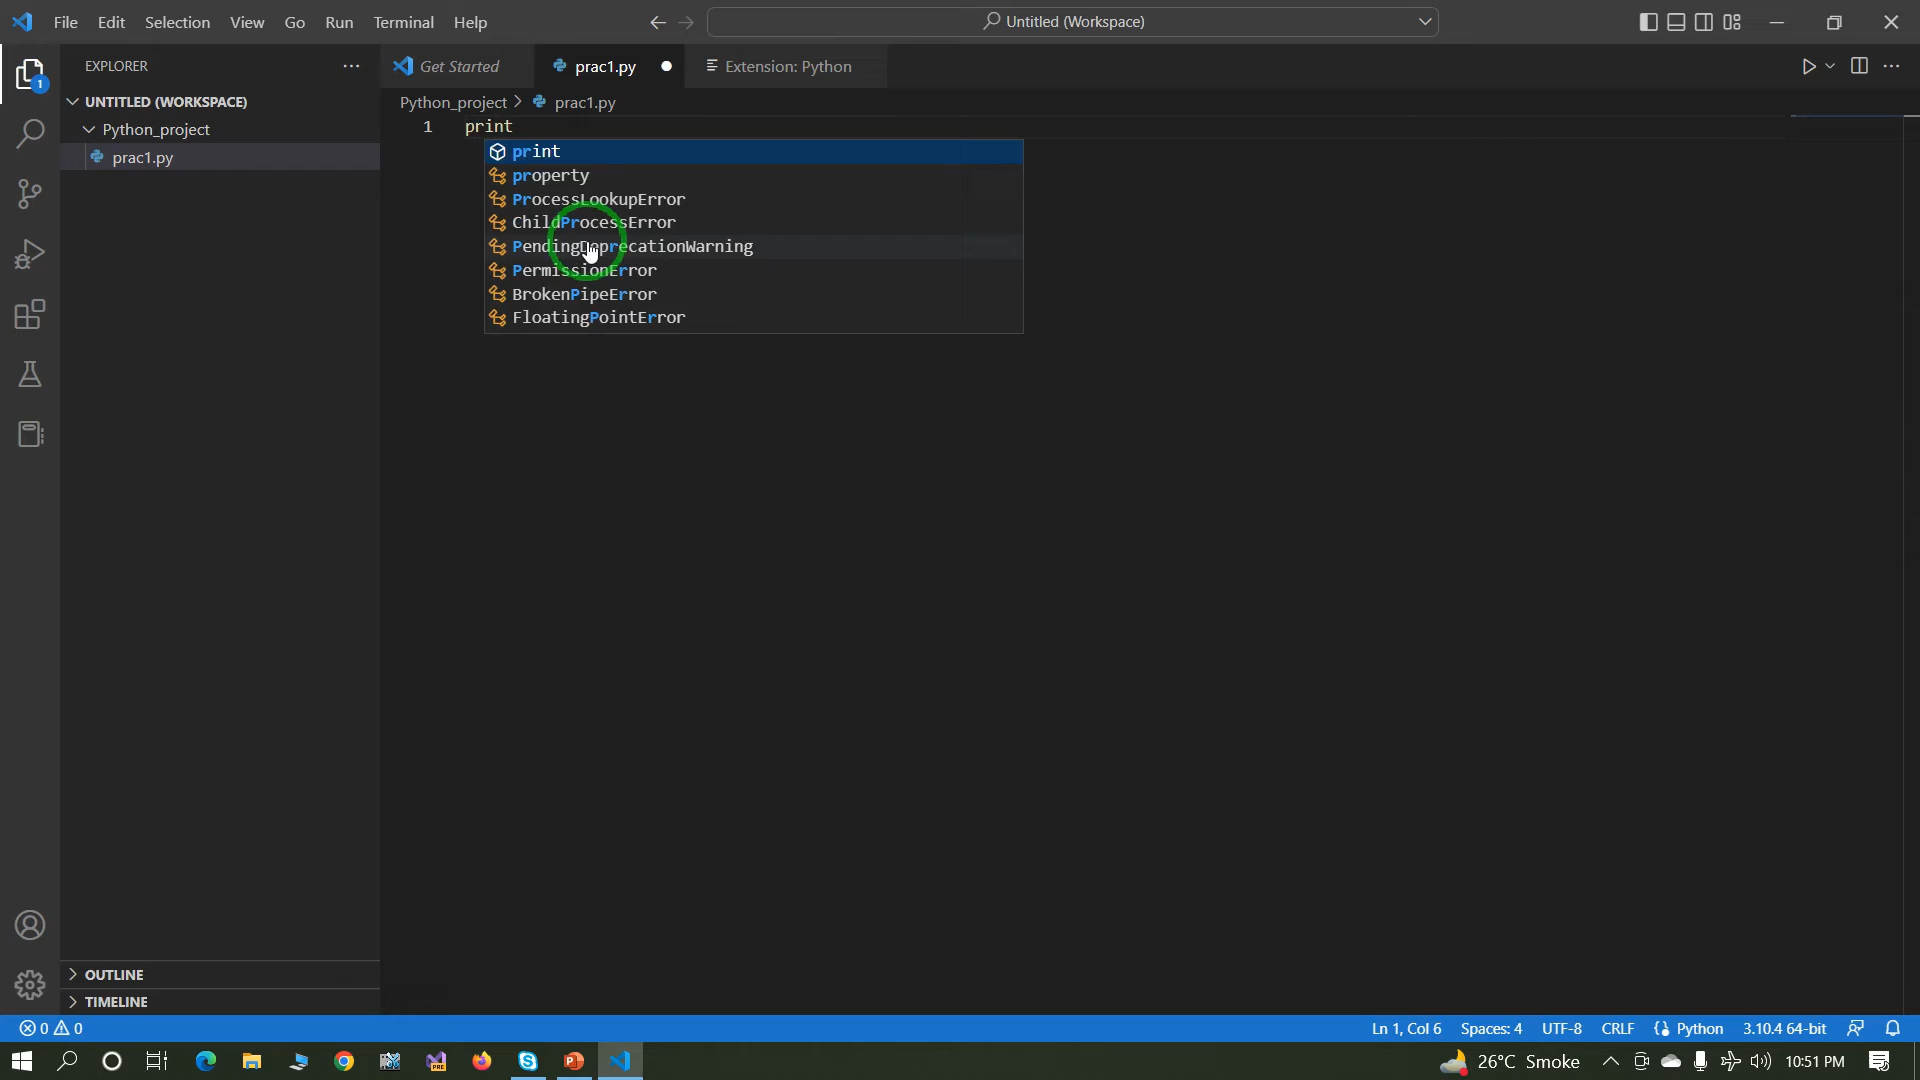 File Edit Selection View Go Run Terminal Help
Untitled (Workspace)
EXPLORER
Get Started
prac1.py
Extension: Python
UNTITLED (WORKSPACE)
Python_project > prac1.py
Python_project
prac1.py
1
1 print
print
property
ProcessLookupError
ChildProcessError
PendingDeprecationWarning
PermissionError
BrokenPipeError
FloatingPointError
OUTLINE
TIMELINE
0 0
Ln 1, Col 6 Spaces: 4 UTF-8 CRLF Python 3.10.4 64-bit
PRE
26°C Smoke
10:51 PM